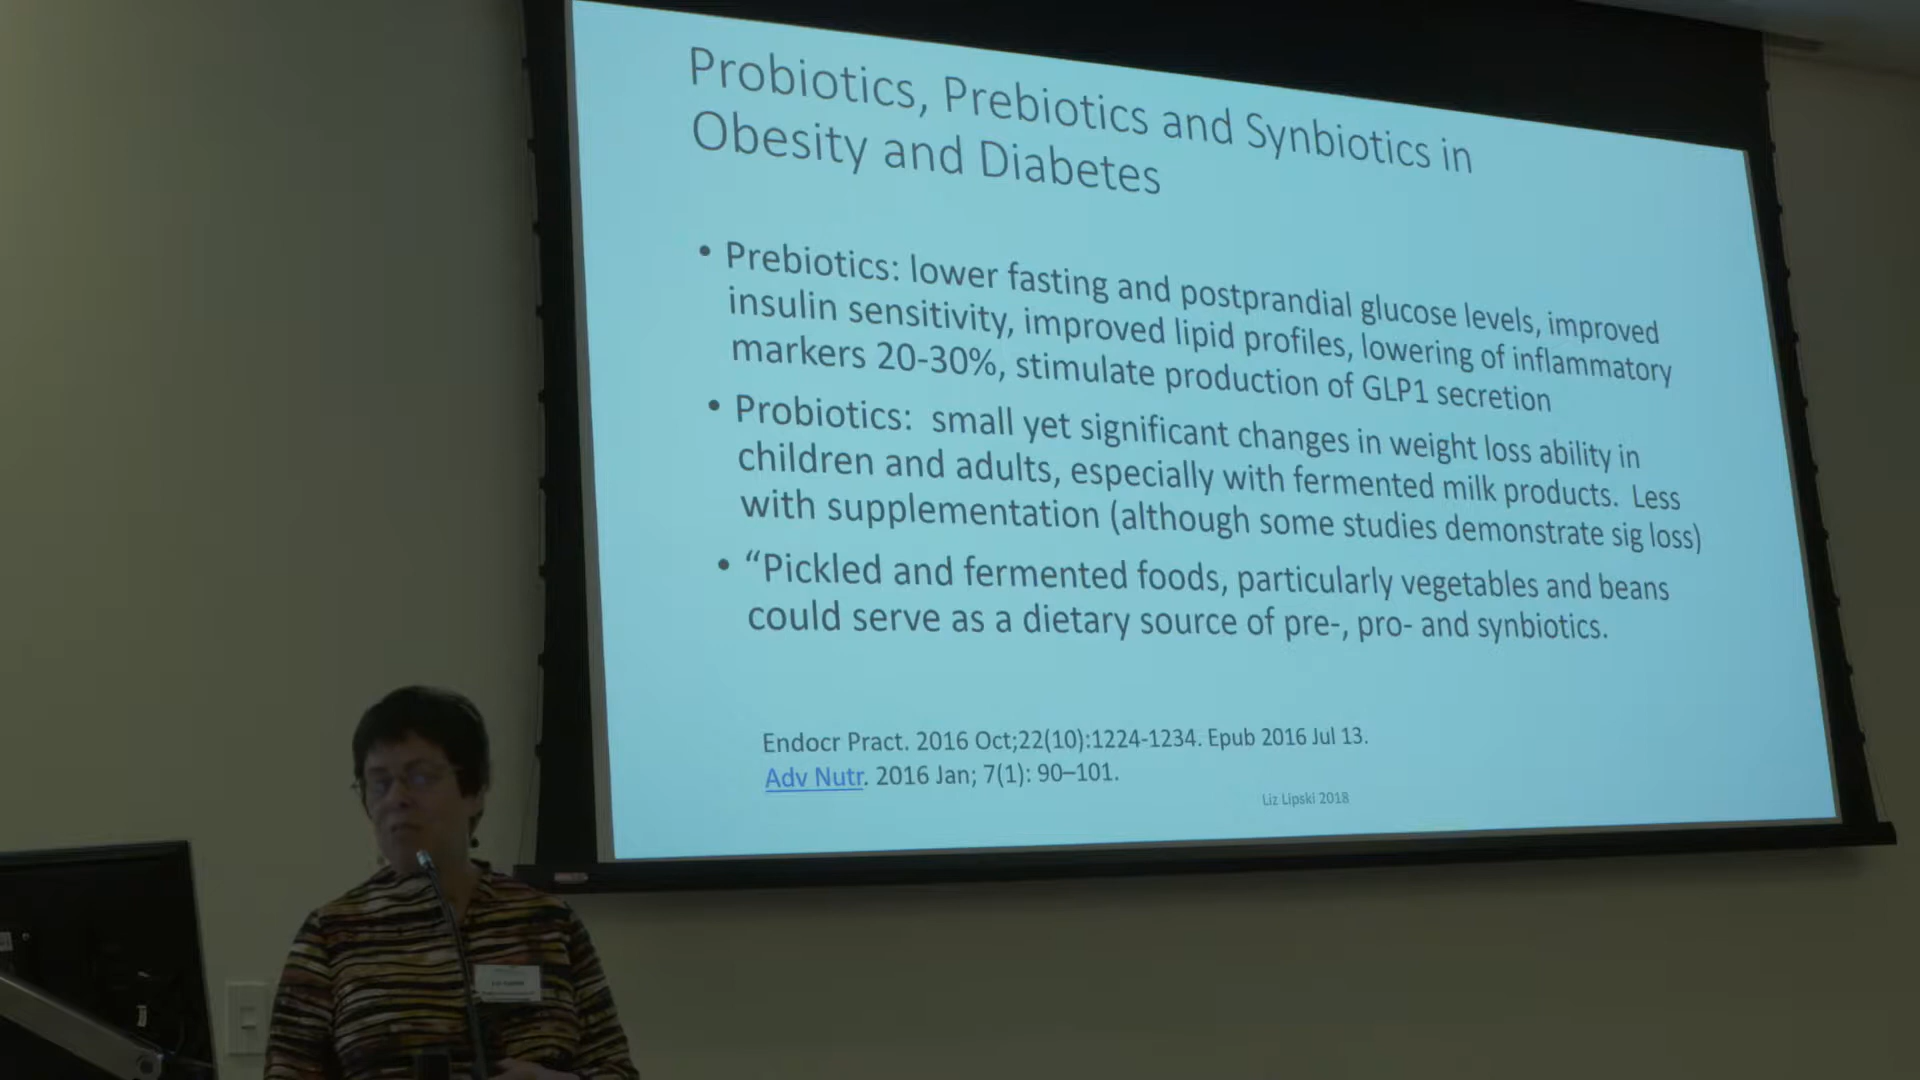 Probiotics, Prebiotics and Synbiotics in
Obesity and Diabetes
• Prebiotics: lower fasting and postprandial glucose levels, improved
insulin sensitivity, improved lipid profiles, lowering of inflammatory
markers 20-30%, stimulate production of GLP1 secretion
• Probiotics: small yet significant changes in weight loss ability in
children and adults, especially with fermented milk products. Less
with supplementation (although some studies demonstrate sig loss)
• “Pickled and fermented foods, particularly vegetables and beans
could serve as a dietary source of pre-, pro- and synbiotics.
Endocr Pract. 2016 Oct;22(10):1224-1234. Epub 2016 Jul 13.
Adv Nutr. 2016 Jan; 7(1): 90–101.
Liz Lipski 2018